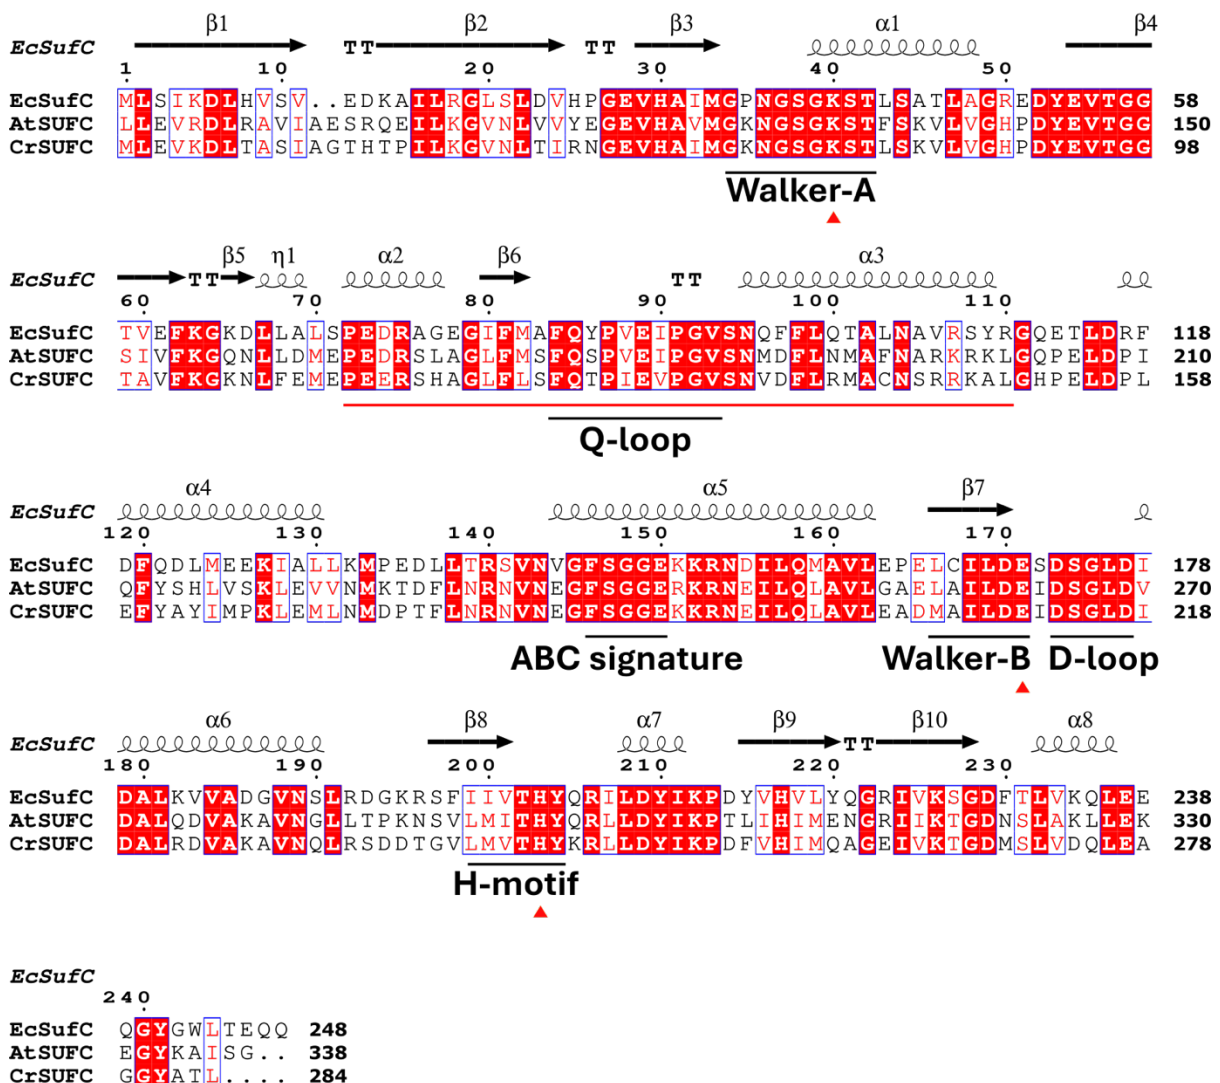 β1 β2 β3 α1 β4
EcSufC TT TT
1 10 20 30 40 50
EcSufC MLSIKDLHVSV..EDKAILRGLSLDVHPGEVHAIMGPNGSGKSTLSATLAGREDYEVTGG 58
AtSUFC LLEVRDLRAVIAESRQEILKGVNLVVYEGEVHAVMGKNGSGKSTFSKVLVGHPDYEVTGG 150
CrSUFC MLEVKDLTASIAGTHTPILKGVNLTIRNGEVHAIMGKNGSGKSTLSKVLVGHPDYEVTGG 98
Walker-A
β5 η1 α2 β6 α3
EcSufC TT TT
60 70 80 90 100 110
EcSufC TVEFKGKDLLALSPEDRAGEGIFMAFQYPVEIPGVSNQFFLQTALNAVRSYRGQETLDRF 118
AtSUFC SIVFKGQNLLDMEPEDRSLAGLFMSFQSPVEIPGVSNMDFLNMAFNARKRKLGQPELDPI 210
CrSUFC TAVFKGKNLFEMEPEERSHAGLFLSFQTPIEVPGVSNVDFLRMACNSRRKALGHPELDPL 158
Q-loop
α4 α5 β7
EcSufC
120 130 140 150 160 170
EcSufC DFQDLMEEKIALLKMPEDLLTRSVNVGFSGGEKKRNDILQMAVLEPELCILDESDSGLDI 178
AtSUFC QFYSHLVSKLEVVNMKTDFLNRNVNEGFSGGERKRNEILQLAVLGAELAILDEIDSGLDV 270
CrSUFC EFYAYIMPKLEMLNMDPTFLNRNVNEGFSGGEKKRNEILQLAVLEADMAILDEIDSGLDI 218
ABC signature Walker-B D-loop
α6 β8 α7 β9 β10 α8
EcSufC TT
180 190 200 210 220 230
EcSufC DALKVVADGVNSLRDGKRSFIIVTHYQRILDYIKPDYVHVLYQGRIVKSGDFTLVKQLEE 238
AtSUFC DALQDVAKAVNGLLTPKNSVLMITHYQRLLDYIKPTLIHIMENGRIIKTGDNSLAKLLEK 330
CrSUFC DALRDVAKAVNQLRSDDTGVLMVTHYKRLLDYIKPDFVHIMQAGEIVKTGDMSLVDQLEA 278
H-motif
EcSufC
240
EcSufC QGYGWLTEQQ 248
AtSUFC EGYKAISG.. 338
CrSUFC GGYATL.... 284